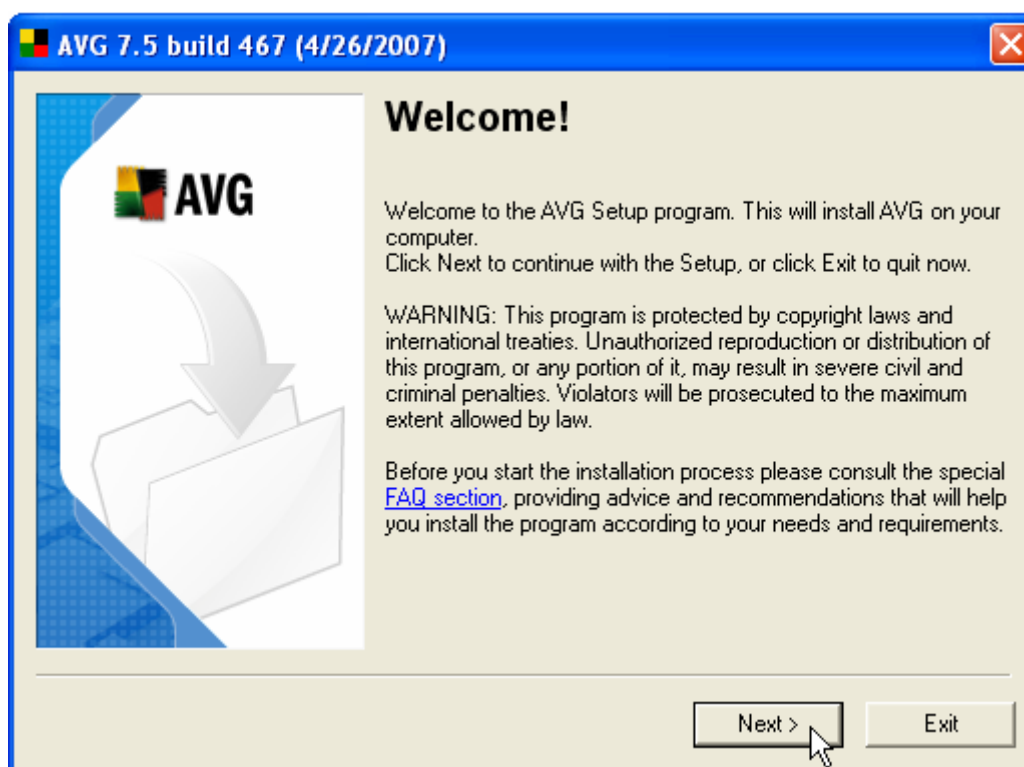 AVG 7.5 build 467 (4/26/2007)
AVG
Welcome!
Welcome to the AVG Setup program. This will install AVG on your
computer.
Click Next to continue with the Setup, or click Exit to quit now.
WARNING: This program is protected by copyright laws and
international treaties. Unauthorized reproduction or distribution of
this program, or any portion of it, may result in severe civil and
criminal penalties. Violators will be prosecuted to the maximum
extent allowed by law.
Before you start the installation process please consult the special
FAQ section, providing advice and recommendations that will help
you install the program according to your needs and requirements.
Next >
Exit